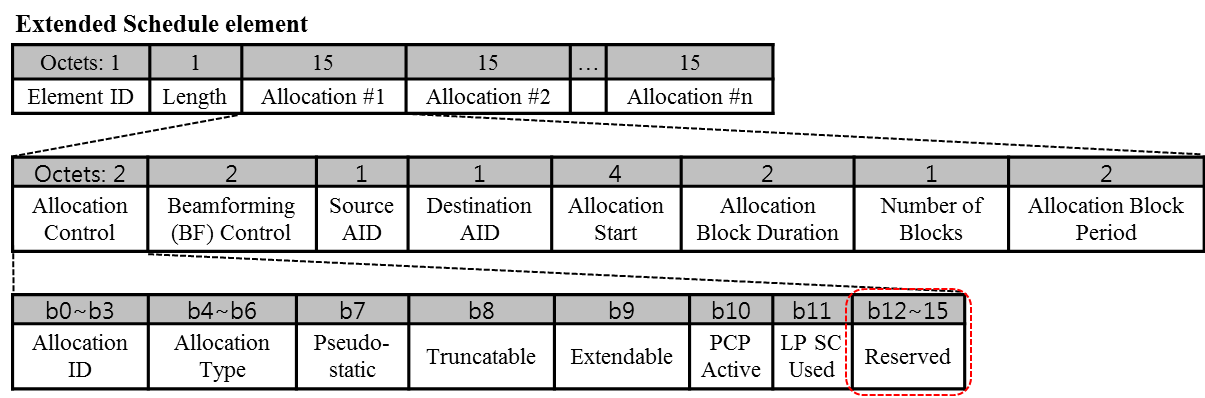 Extended Schedule element
Octets: 1 1 15 15 ... 15
Element ID Length Allocation #1 Allocation #2 Allocation #n
Octets: 2 2 1 1 4 2 1 2
Allocation Beamforming Source Destination Allocation Allocation Number of Allocation Block
Control (BF) Control AID AID Start Block Duration Blocks Period
b0~b3 b4~b6 b7 b8 b9 b10 b11 b12~15
Allocation Allocation Pseudo- Truncatable Extendable PCP LP SC Reserved
ID Type static Active Used